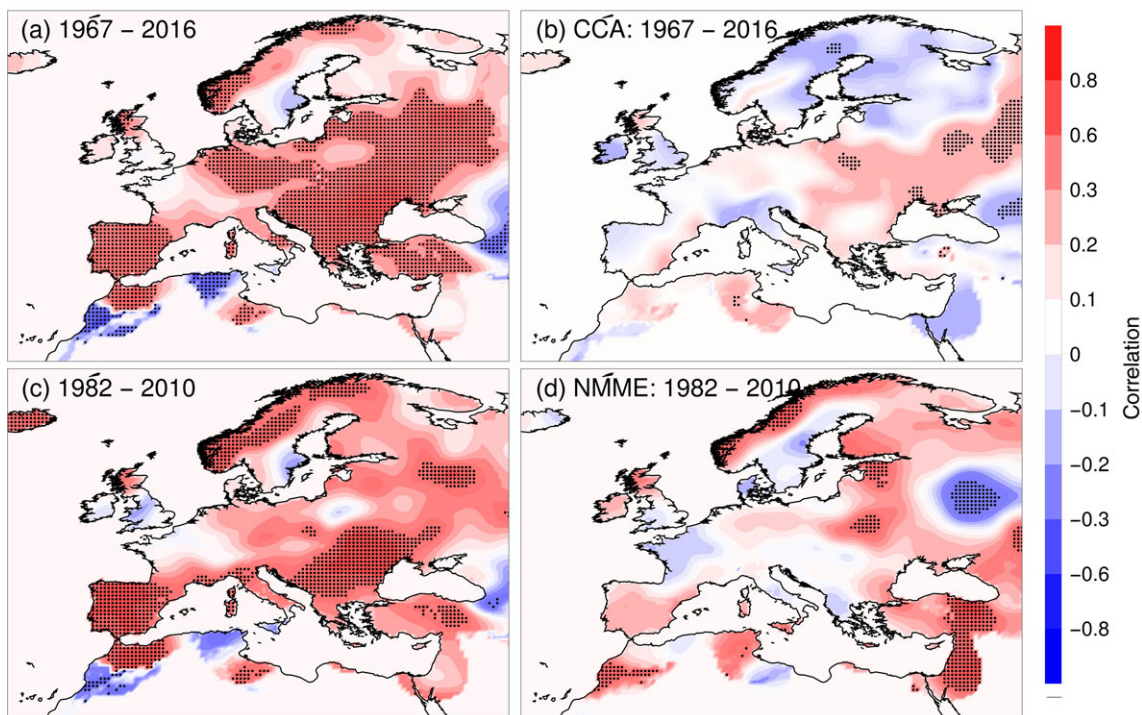 (a) 1967 − 2016
(b) CCA: 1967 − 2016
(c) 1982 − 2010
(d) NMME: 1982 − 2010
0.8
0.6
0.3
0.2
0.1
0
−0.1
−0.2
−0.3
−0.6
−0.8
Correlation